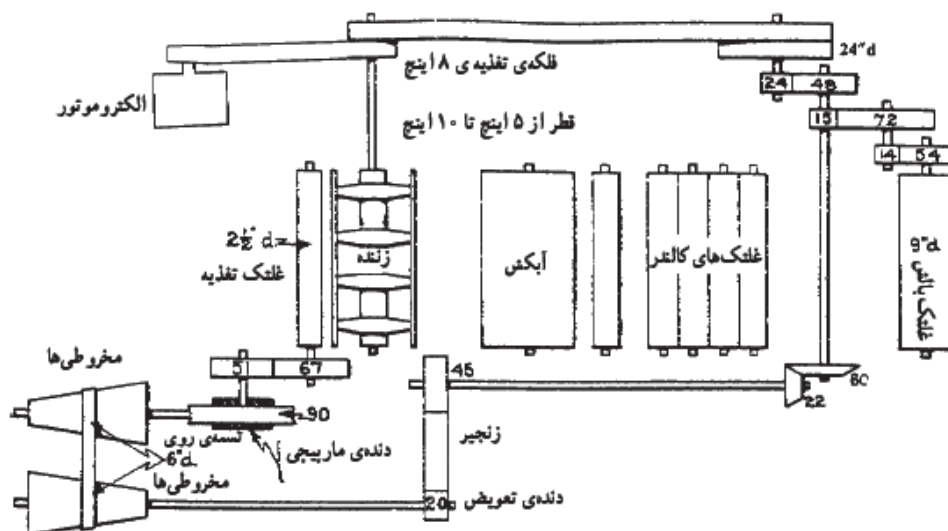 24"d
فلکه‌ی تغذیه ی ۸ اینچ
24
48
الکتروموتور
قطر از ۵ اینچ تا ۱۰ اینچ
15
72
14
54
2½" d
غلتک تغذیه
زننده
آبکش
غلتک‌های کالندر
9"d
غلتک بالش
مخروطی‌ها
5
67
45
60
22
90
تسمه‌ی روی
مخروطی‌ها
6"d.
دنده‌ی مارپیچی
زنجیر
20
دنده‌ی تعویض